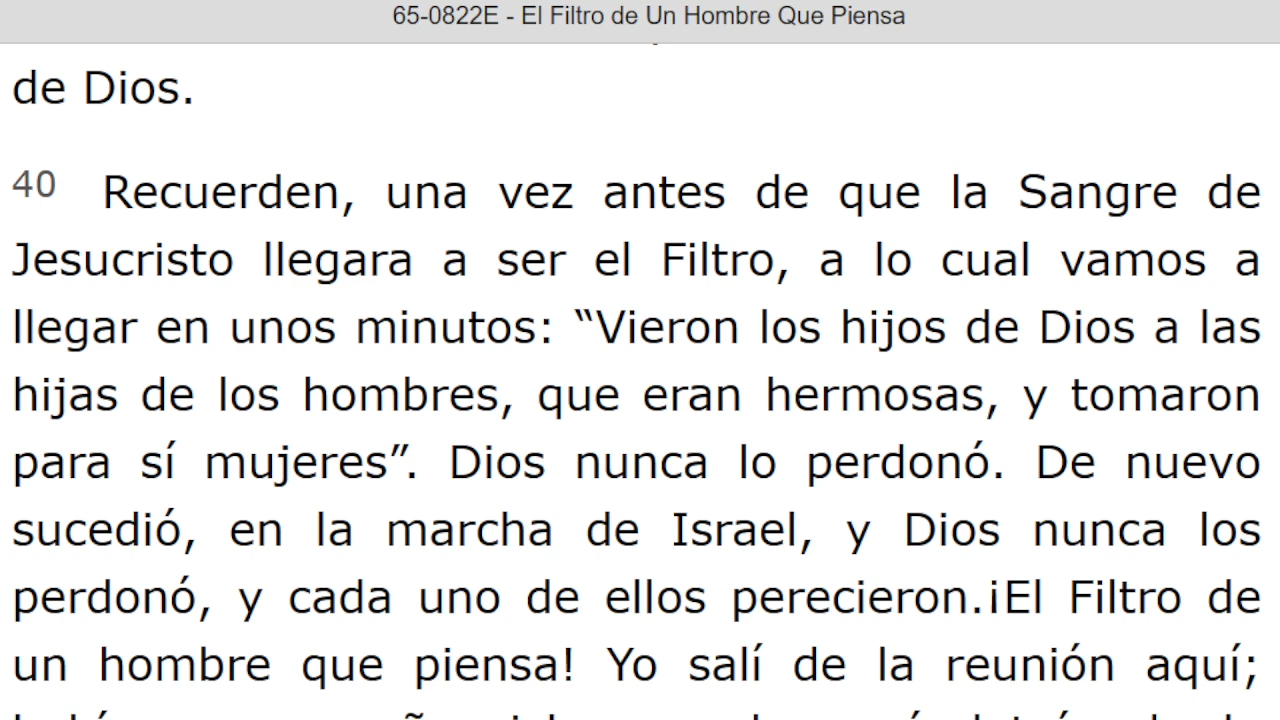 65-0822E - El Filtro de Un Hombre Que Piensa
de Dios.
40 Recuerden, una vez antes de que la Sangre de
Jesucristo llegara a ser el Filtro, a lo cual vamos a
llegar en unos minutos: “Vieron los hijos de Dios a las
hijas de los hombres, que eran hermosas, y tomaron
para sí mujeres”. Dios nunca lo perdonó. De nuevo
sucedió, en la marcha de Israel, y Dios nunca los
perdonó, y cada uno de ellos perecieron.¡El Filtro de
un hombre que piensa! Yo salí de la reunión aquí;